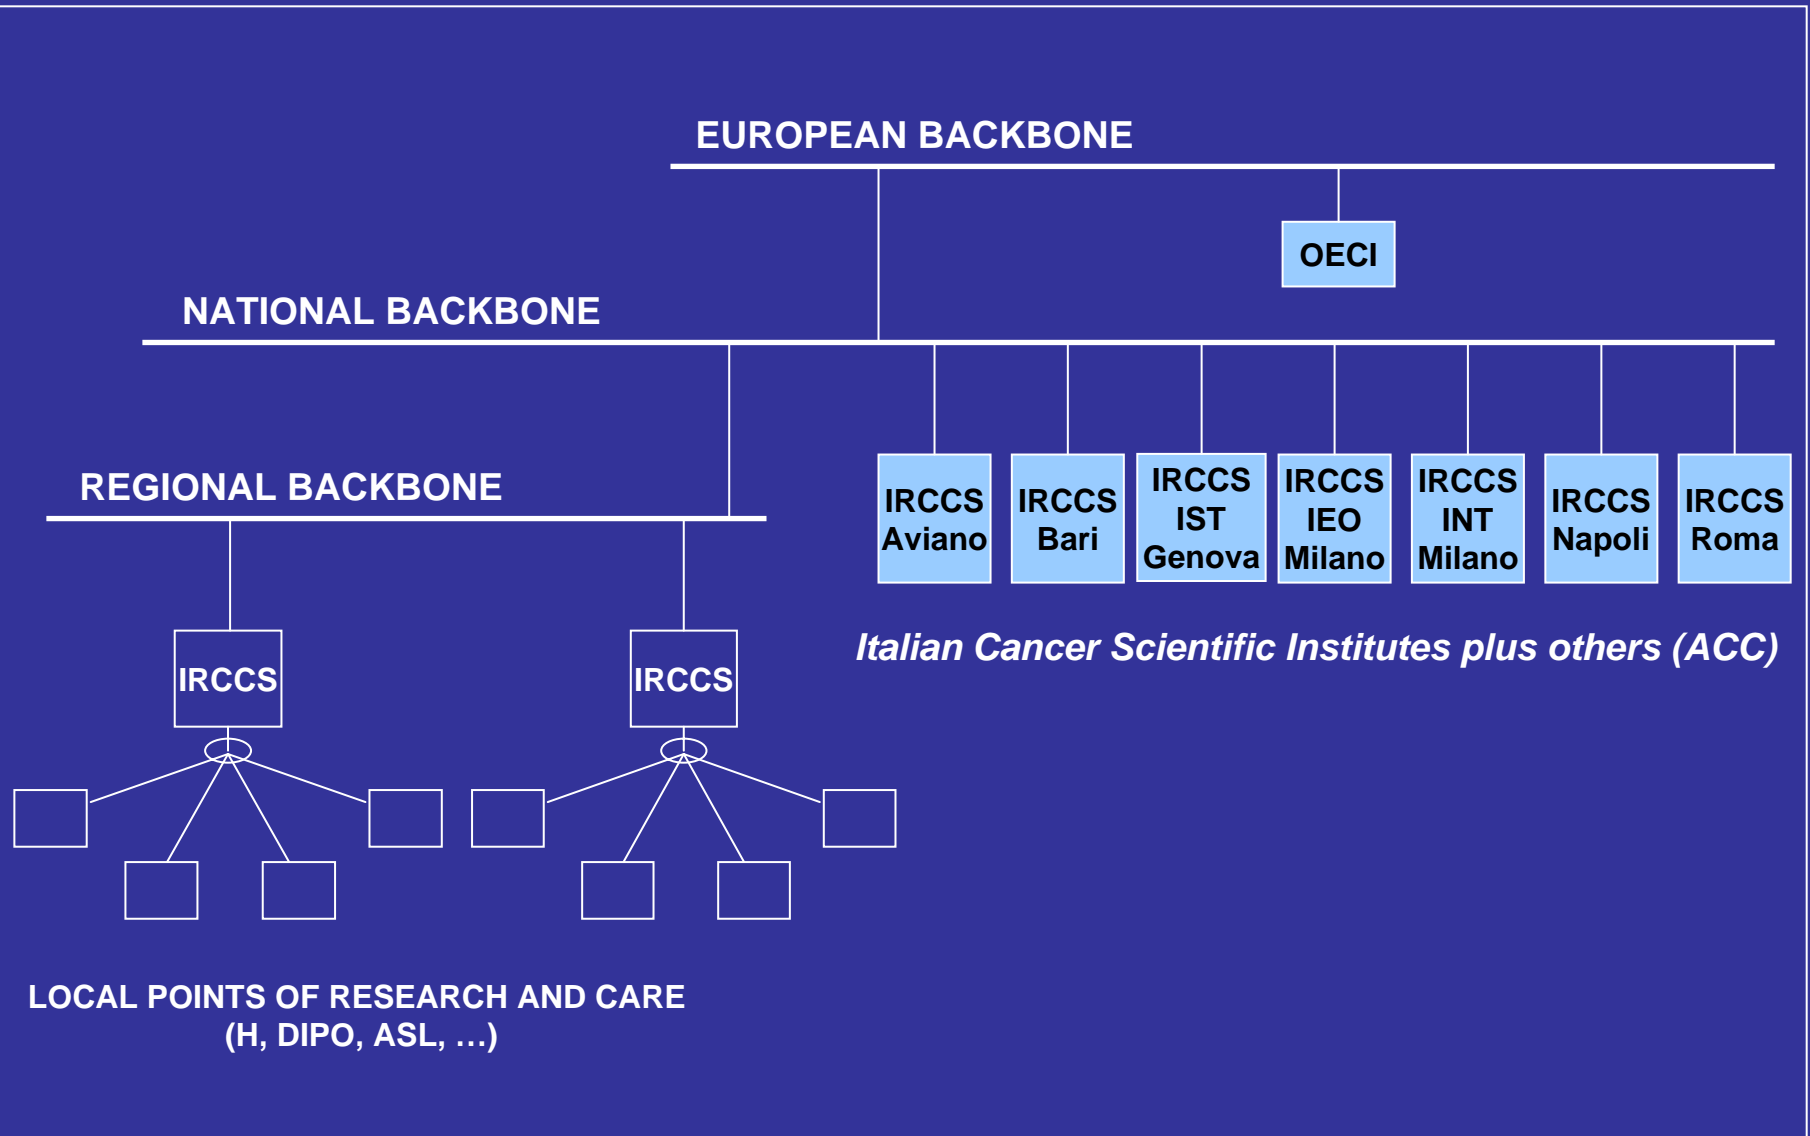 EUROPEAN BACKBONE
OECI
NATIONAL BACKBONE
REGIONAL BACKBONE
IRCCS
Aviano
IRCCS
Bari
IRCCS
IST
Genova
IRCCS
IEO
Milano
IRCCS
INT
Milano
IRCCS
Napoli
IRCCS
Roma
Italian Cancer Scientific Institutes plus others (ACC)
IRCCS
IRCCS
LOCAL POINTS OF RESEARCH AND CARE
(H, DIPO, ASL, …)